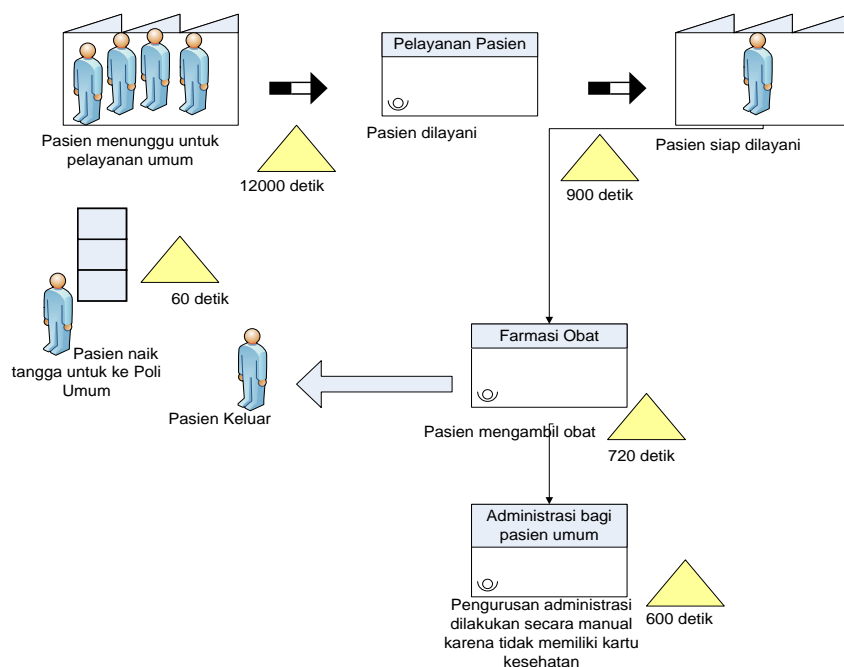 Pelayanan Pasien
Pasien menunggu untuk
pelayanan umum
Pasien dilayani
Pasien siap dilayani
12000 detik
900 detik
60 detik
Pasien naik
tangga untuk ke Poli
Umum
Pasien Keluar
Farmasi Obat
Pasien mengambil obat
720 detik
Administrasi bagi
pasien umum
Pengurusan administrasi
dilakukan secara manual
karena tidak memiliki kartu
kesehatan
600 detik